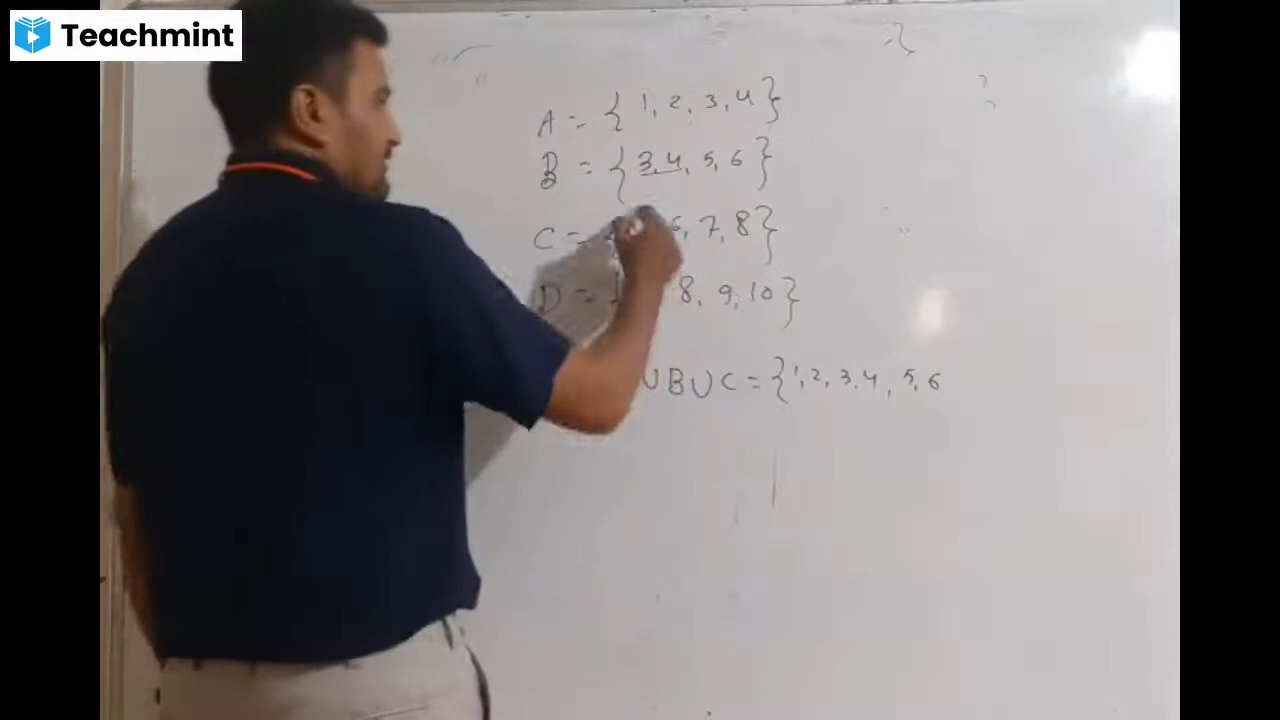 Teachmint
A = { 1, 2, 3, 4 }
B = { 3, 4, 5, 6 }
C = 6, 7, 8 }
D = 8, 9, 10 }
U B U C = { 1, 2, 3, 4, 5, 6